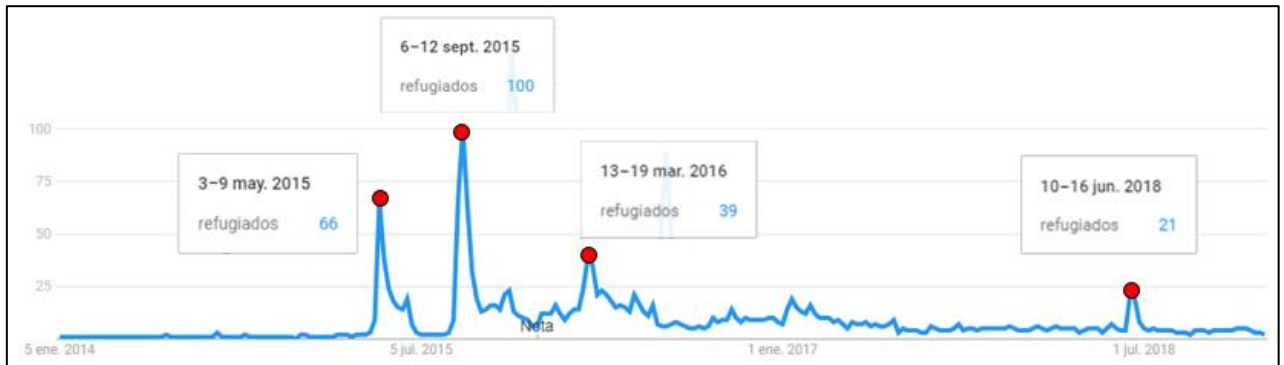 6–12 sept. 2015
refugiados 100
100
3–9 may. 2015
refugiados 66
13–19 mar. 2016
refugiados 39
10–16 jun. 2018
refugiados 21
75
50
25
Nota
5 ene. 2014
5 jul. 2015
1 ene. 2017
1 jul. 2018